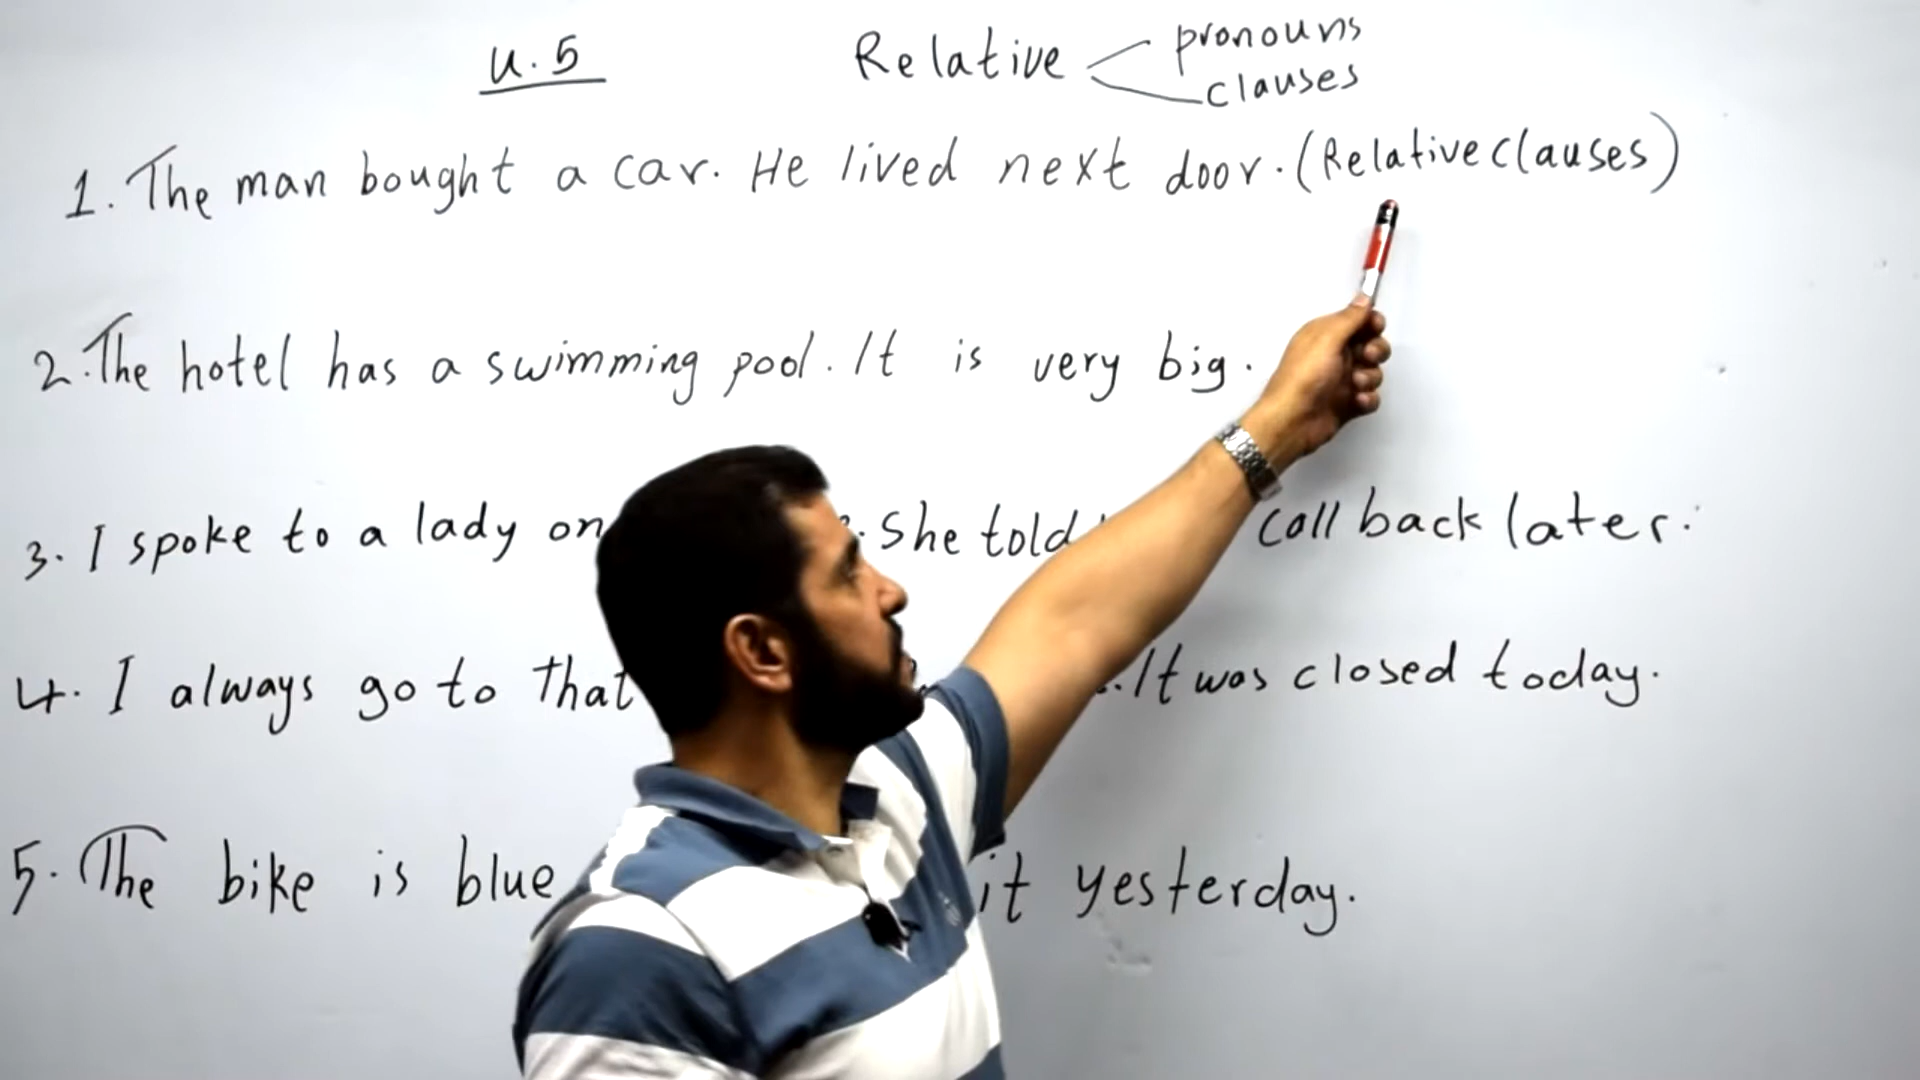 U.5 Relative pronouns
clauses
1. The man bought a car. He lived next door. (Relative clauses)
2. The hotel has a swimming pool. It is very big.
3. I spoke to a lady on . She told call back later.
4. I always go to that . It was closed today.
5. The bike is blue it yesterday.